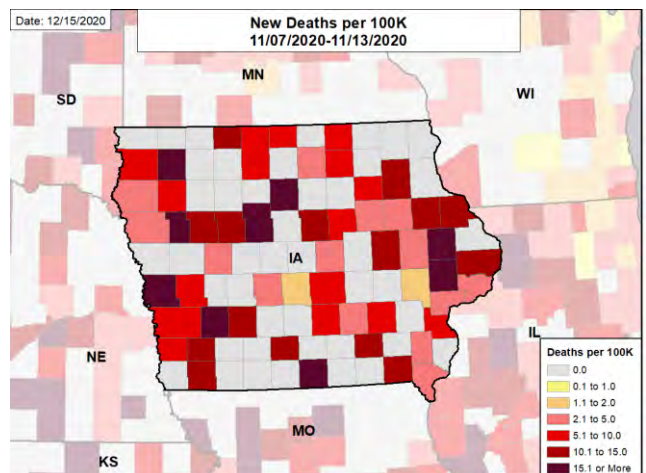 Date: 12/15/2020
New Deaths per 100K
11/07/2020-11/13/2020
MN
SD
WI
IA
NE
IL
MO
KS
Deaths per 100K
0.0
0.1 to 1.0
1.1 to 2.0
2.1 to 5.0
5.1 to 10.0
10.1 to 15.0
15.1 or More